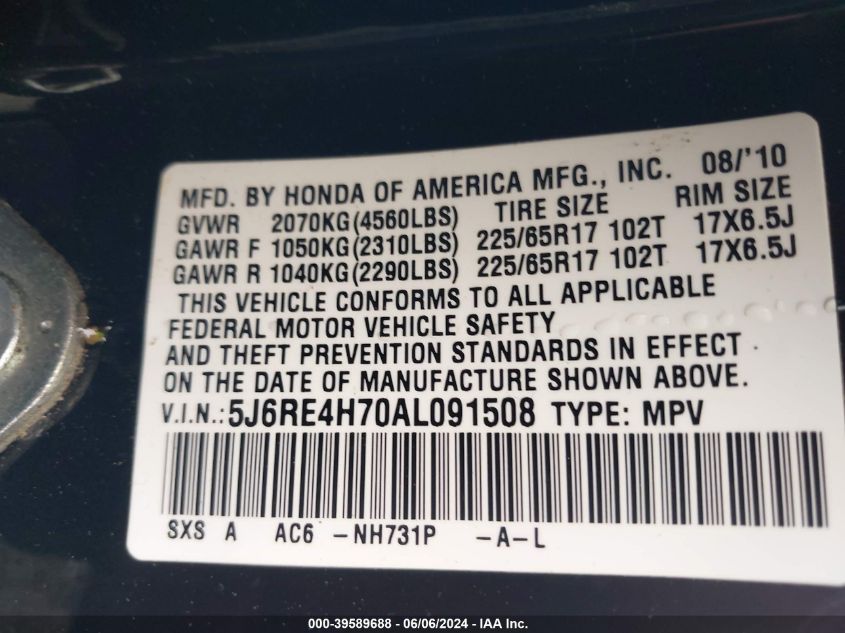 MFD. BY HONDA OF AMERICA MFG., INC. 08/'10
GVWR 2070KG(4560LBS) TIRE SIZE RIM SIZE
GAWR F 1050KG(2310LBS) 225/65R17 102T 17X6.5J
GAWR R 1040KG(2290LBS) 225/65R17 102T 17X6.5J
THIS VEHICLE CONFORMS TO ALL APPLICABLE
FEDERAL MOTOR VEHICLE SAFETY
AND THEFT PREVENTION STANDARDS IN EFFECT
ON THE DATE OF MANUFACTURE SHOWN ABOVE.
V.I.N.: 5J6RE4H70AL091508 TYPE: MPV
SXS A AC6 -NH731P -A-L
000-39589688 - 06/06/2024 - IAA Inc.